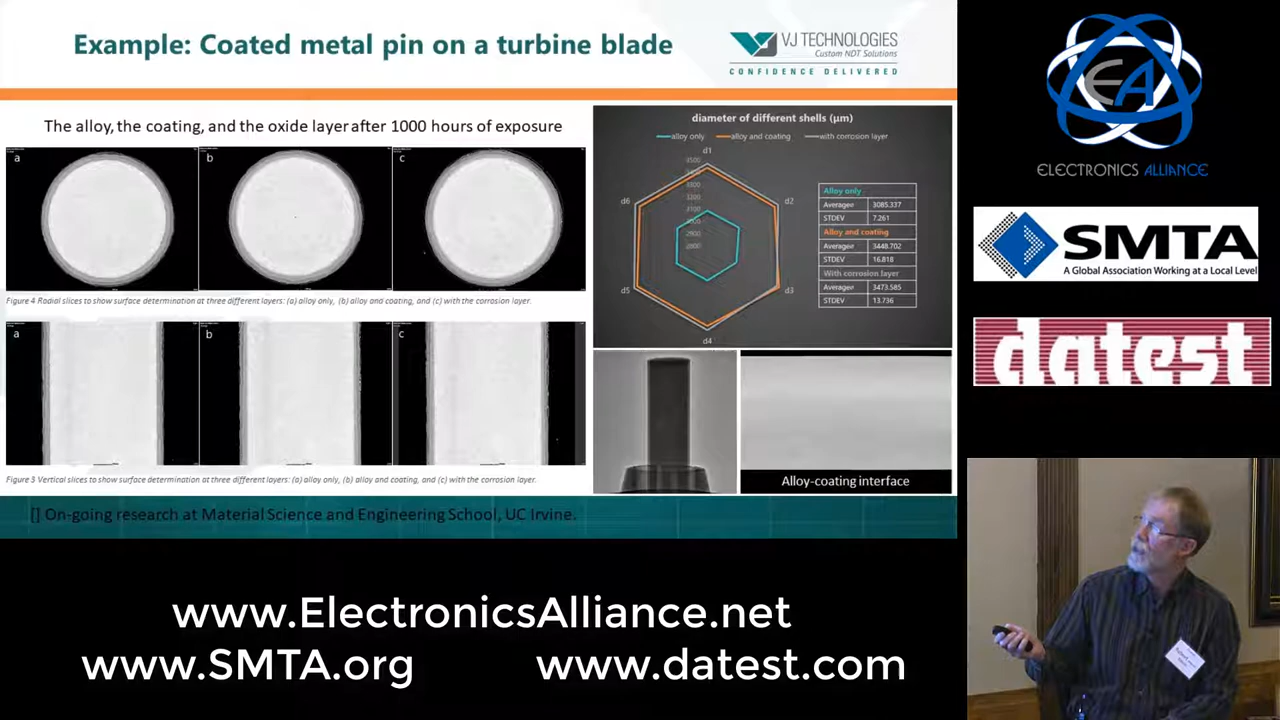 Example: Coated metal pin on a turbine blade
VJ TECHNOLOGIES
Custom NDT Solutions
CONFIDENCE DELIVERED
The alloy, the coating, and the oxide layer after 1000 hours of exposure
a
b
c
Figure 4 Radial slices to show surface determination at three different layers: (a) alloy only, (b) alloy and coating, and (c) with the corrosion layer.
a
b
c
Figure 3 Vertical slices to show surface determination at three different layers: (a) alloy only, (b) alloy and coating, and (c) with the corrosion layer.
diameter of different shells (µm)
alloy only alloy and coating with corrosion layer
d1
3500
3300
d6
d2
d5
d3
d4
Alloy only
Average= 3085.337
STDEV 7.261
Alloy and coating
Average= 3448.702
STDEV 16.818
With corrosion layer
Average= 3473.585
STDEV 13.736
Alloy-coating interface
[] On-going research at Material Science and Engineering School, UC Irvine.
EA
ELECTRONICS ALLIANCE
SMTA
A Global Association Working at a Local Level
datest
www.ElectronicsAlliance.net
www.SMTA.org
www.datest.com